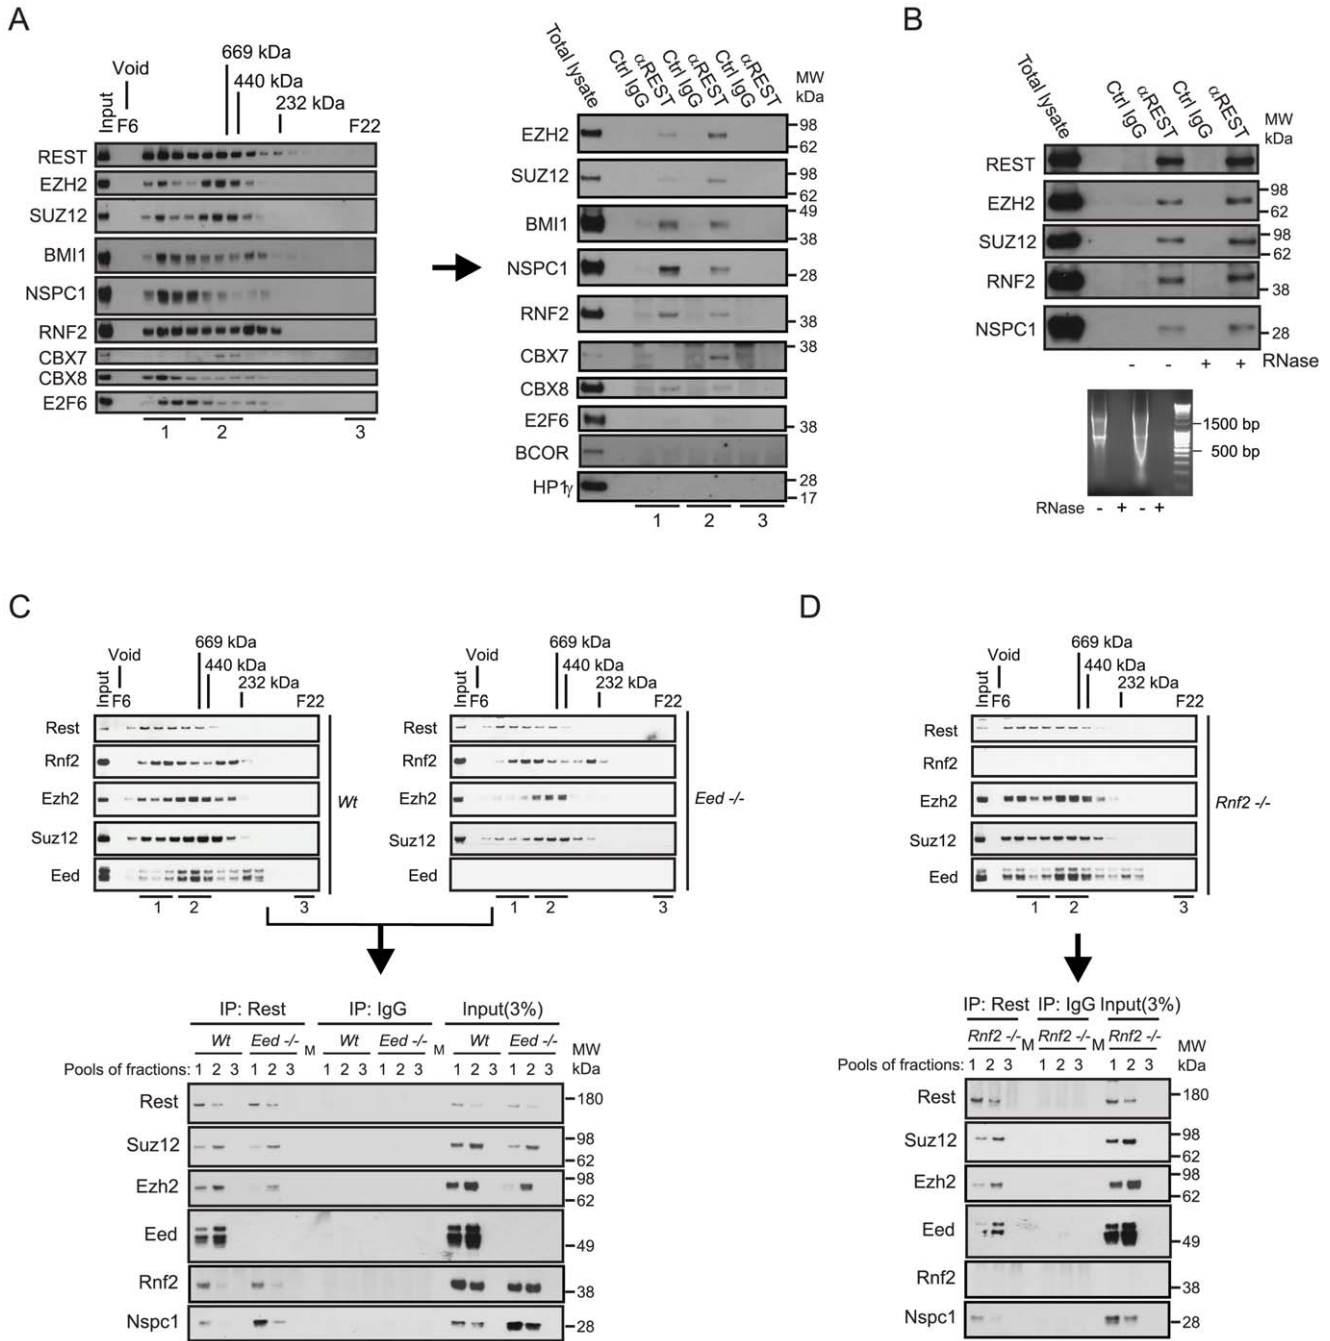 A
Void
669 kDa
440 kDa
232 kDa
Input
F6
F22
REST
EZH2
SUZ12
BMI1
NSPC1
RNF2
CBX7
CBX8
E2F6
1 2 3
Total lysate
Ctrl IgG
αREST
Ctrl IgG
αREST
Ctrl IgG
αREST
MW
kDa
EZH2
98
62
SUZ12
98
62
BMI1
49
38
NSPC1
28
RNF2
38
CBX7
38
CBX8
E2F6
38
BCOR
HP1γ
28
17
1 2 3
B
Total lysate
Ctrl IgG
αREST
Ctrl IgG
αREST
MW
kDa
REST
EZH2
98
62
SUZ12
98
62
RNF2
38
NSPC1
28
- - + + RNase
1500 bp
500 bp
RNase - + - +
C
Void
669 kDa
440 kDa
232 kDa
Input
F6
F22
Rest
Rnf2
Ezh2
Suz12
Eed
Wt
1 2 3
Void
669 kDa
440 kDa
232 kDa
Input
F6
F22
Rest
Rnf2
Ezh2
Suz12
Eed
Eed -/-
1 2 3
IP: Rest IP: IgG Input(3%)
Wt Eed -/- M Wt Eed -/- M Wt Eed -/- MW
Pools of fractions: 1 2 3 1 2 3 1 2 3 1 2 3 1 2 3 1 2 3 kDa
Rest
180
Suz12
98
62
Ezh2
98
62
Eed
49
Rnf2
38
Nspc1
28
D
Void
669 kDa
440 kDa
232 kDa
Input
F6
F22
Rest
Rnf2
Ezh2
Suz12
Eed
Rnf2 -/-
1 2 3
IP: Rest IP: IgG Input(3%)
Rnf2 -/- M Rnf2 -/- M Rnf2 -/- MW
Pools of fractions: 1 2 3 1 2 3 1 2 3 kDa
Rest
180
Suz12
98
62
Ezh2
98
62
Eed
49
Rnf2
38
Nspc1
28